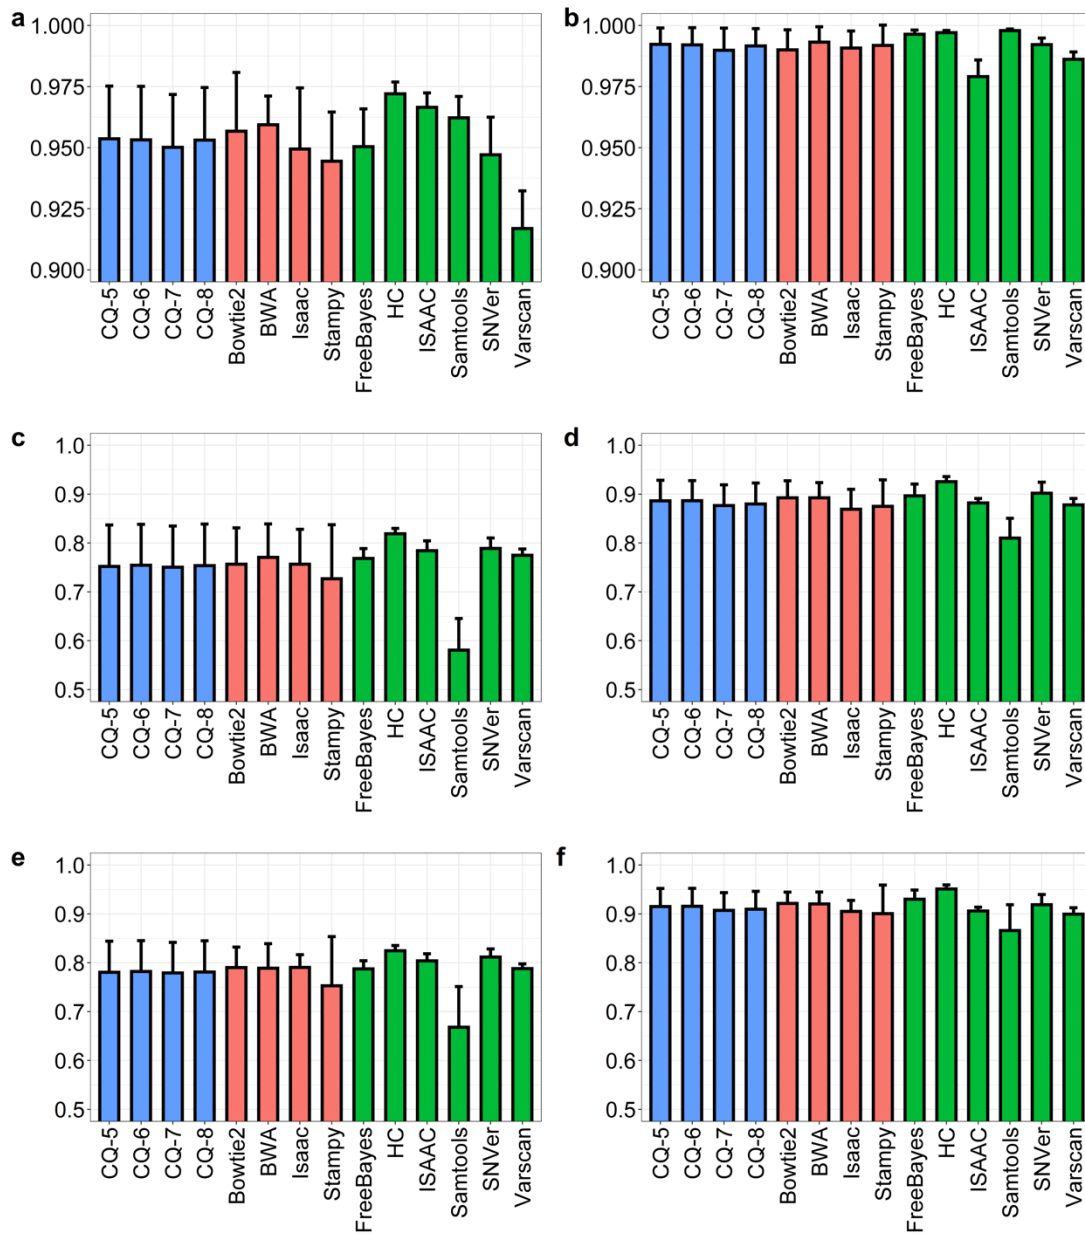 a
1.000
0.975
0.950
0.925
0.900
CQ-5
CQ-6
CQ-7
CQ-8
Bowtie2
BWA
Isaac
Stampy
FreeBayes
HC
ISAAC
Samtools
SNVer
Varscan
b
1.000
0.975
0.950
0.925
0.900
CQ-5
CQ-6
CQ-7
CQ-8
Bowtie2
BWA
Isaac
Stampy
FreeBayes
HC
ISAAC
Samtools
SNVer
Varscan
c
1.0
0.9
0.8
0.7
0.6
0.5
CQ-5
CQ-6
CQ-7
CQ-8
Bowtie2
BWA
Isaac
Stampy
FreeBayes
HC
ISAAC
Samtools
SNVer
Varscan
d
1.0
0.9
0.8
0.7
0.6
0.5
CQ-5
CQ-6
CQ-7
CQ-8
Bowtie2
BWA
Isaac
Stampy
FreeBayes
HC
ISAAC
Samtools
SNVer
Varscan
e
1.0
0.9
0.8
0.7
0.6
0.5
CQ-5
CQ-6
CQ-7
CQ-8
Bowtie2
BWA
Isaac
Stampy
FreeBayes
HC
ISAAC
Samtools
SNVer
Varscan
f
1.0
0.9
0.8
0.7
0.6
0.5
CQ-5
CQ-6
CQ-7
CQ-8
Bowtie2
BWA
Isaac
Stampy
FreeBayes
HC
ISAAC
Samtools
SNVer
Varscan